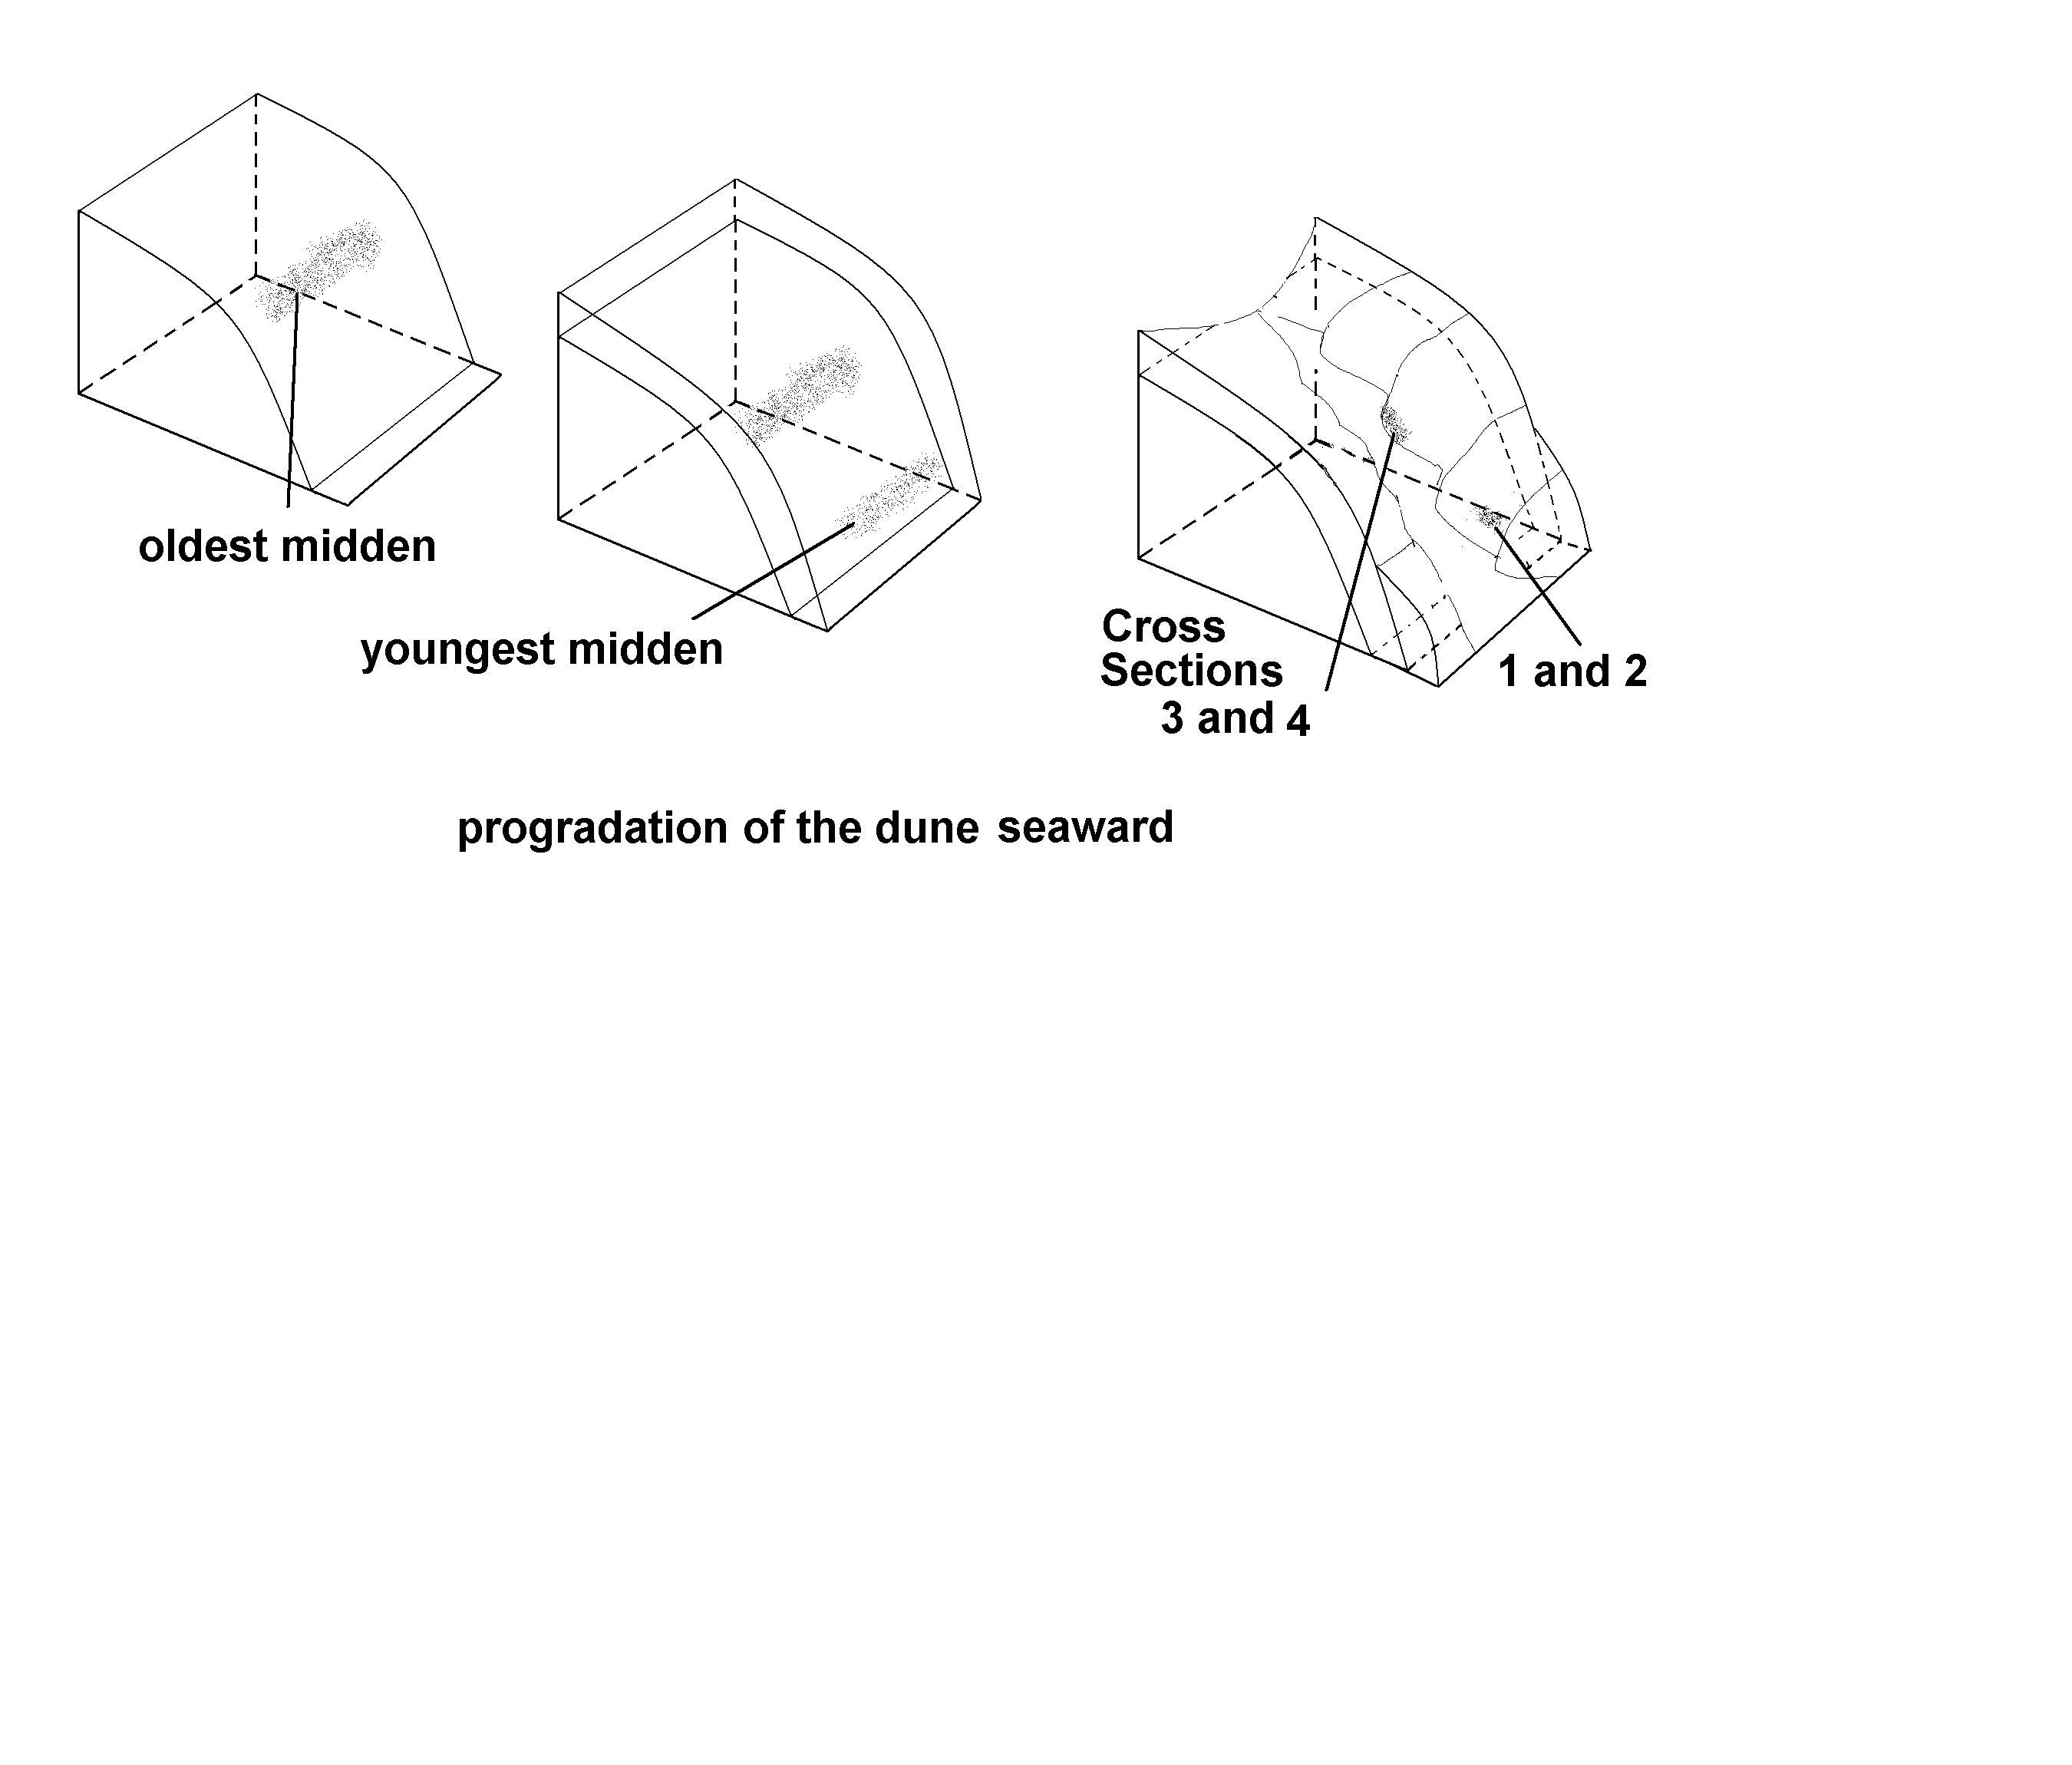 oldest midden
youngest midden
Cross
Sections
3 and 4
1 and 2
progradation of the dune seaward